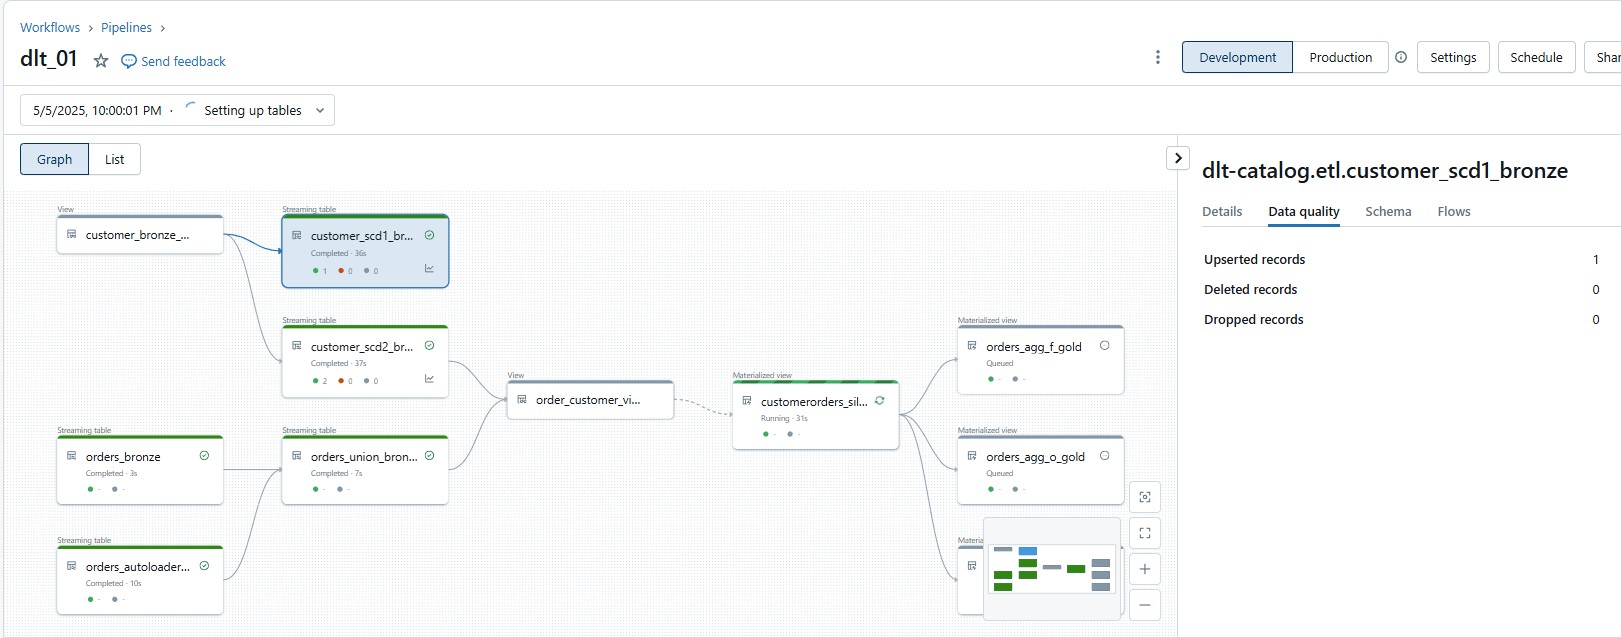 Workflows › Pipelines ›
dlt_01 Send feedback
Development Production Settings Schedule Shar
5/5/2025, 10:00:01 PM · Setting up tables
Graph List
View
customer_bronze_...
Streaming table
customer_scd1_br...
Completed · 36s
1 0 0
Streaming table
customer_scd2_br...
Completed · 37s
2 0 0
Streaming table
orders_bronze
Completed · 3s
- -
Streaming table
orders_union_bron...
Completed · 7s
- -
Streaming table
orders_autoloader...
Completed · 10s
- -
View
order_customer_vi...
Materialized view
customerorders_sil...
Running · 31s
- -
Materialized view
orders_agg_f_gold
Queued
- -
Materialized view
orders_agg_o_gold
Queued
- -
Materia
dlt-catalog.etl.customer_scd1_bronze
Details Data quality Schema Flows
Upserted records 1
Deleted records 0
Dropped records 0